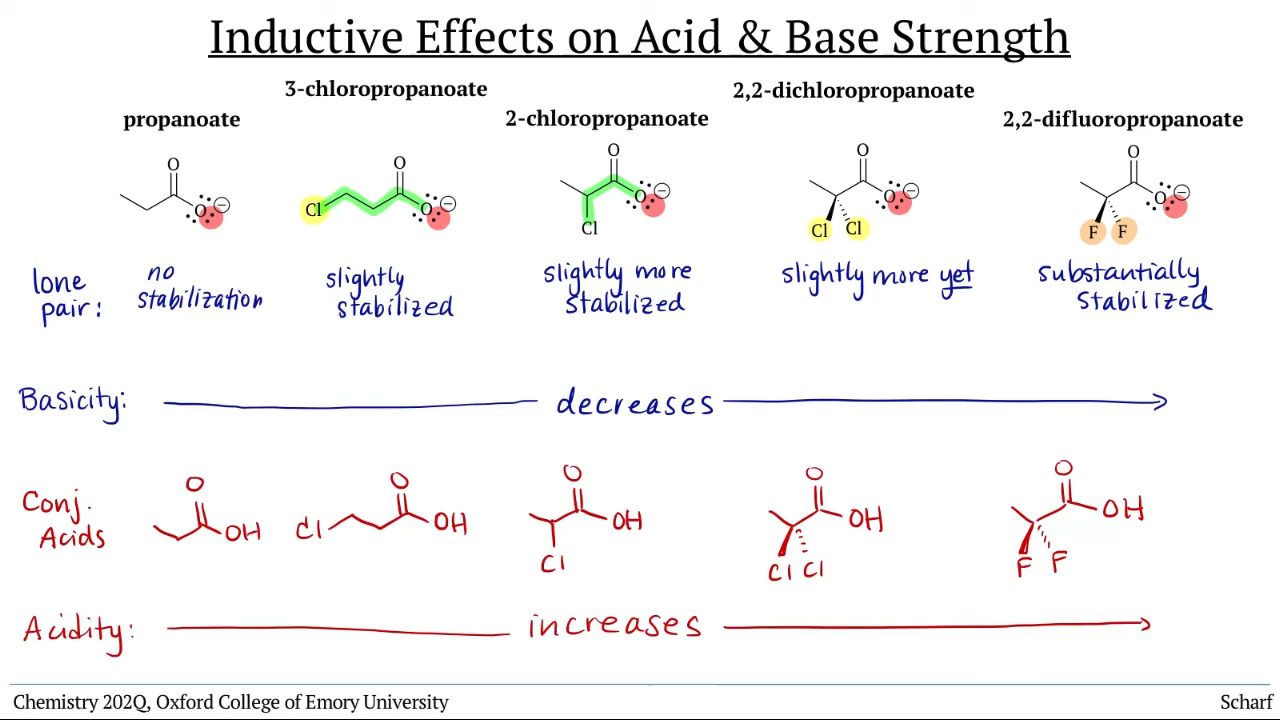 Inductive Effects on Acid & Base Strength
propanoate
3-chloropropanoate
2-chloropropanoate
2,2-dichloropropanoate
2,2-difluoropropanoate
O
O
⊖
O
Cl
O
⊖
O
O
⊖
Cl
O
O
⊖
Cl Cl
O
O
⊖
F F
lone
pair:
no
stabilization
slightly
stabilized
slightly more
stabilized
slightly more yet
substantially
stabilized
Basicity: decreases
Conj.
Acids
O
OH
O
Cl OH
O
OH
Cl
O
OH
Cl Cl
O
OH
F F
Acidity: increases
Chemistry 202Q, Oxford College of Emory University
Scharf